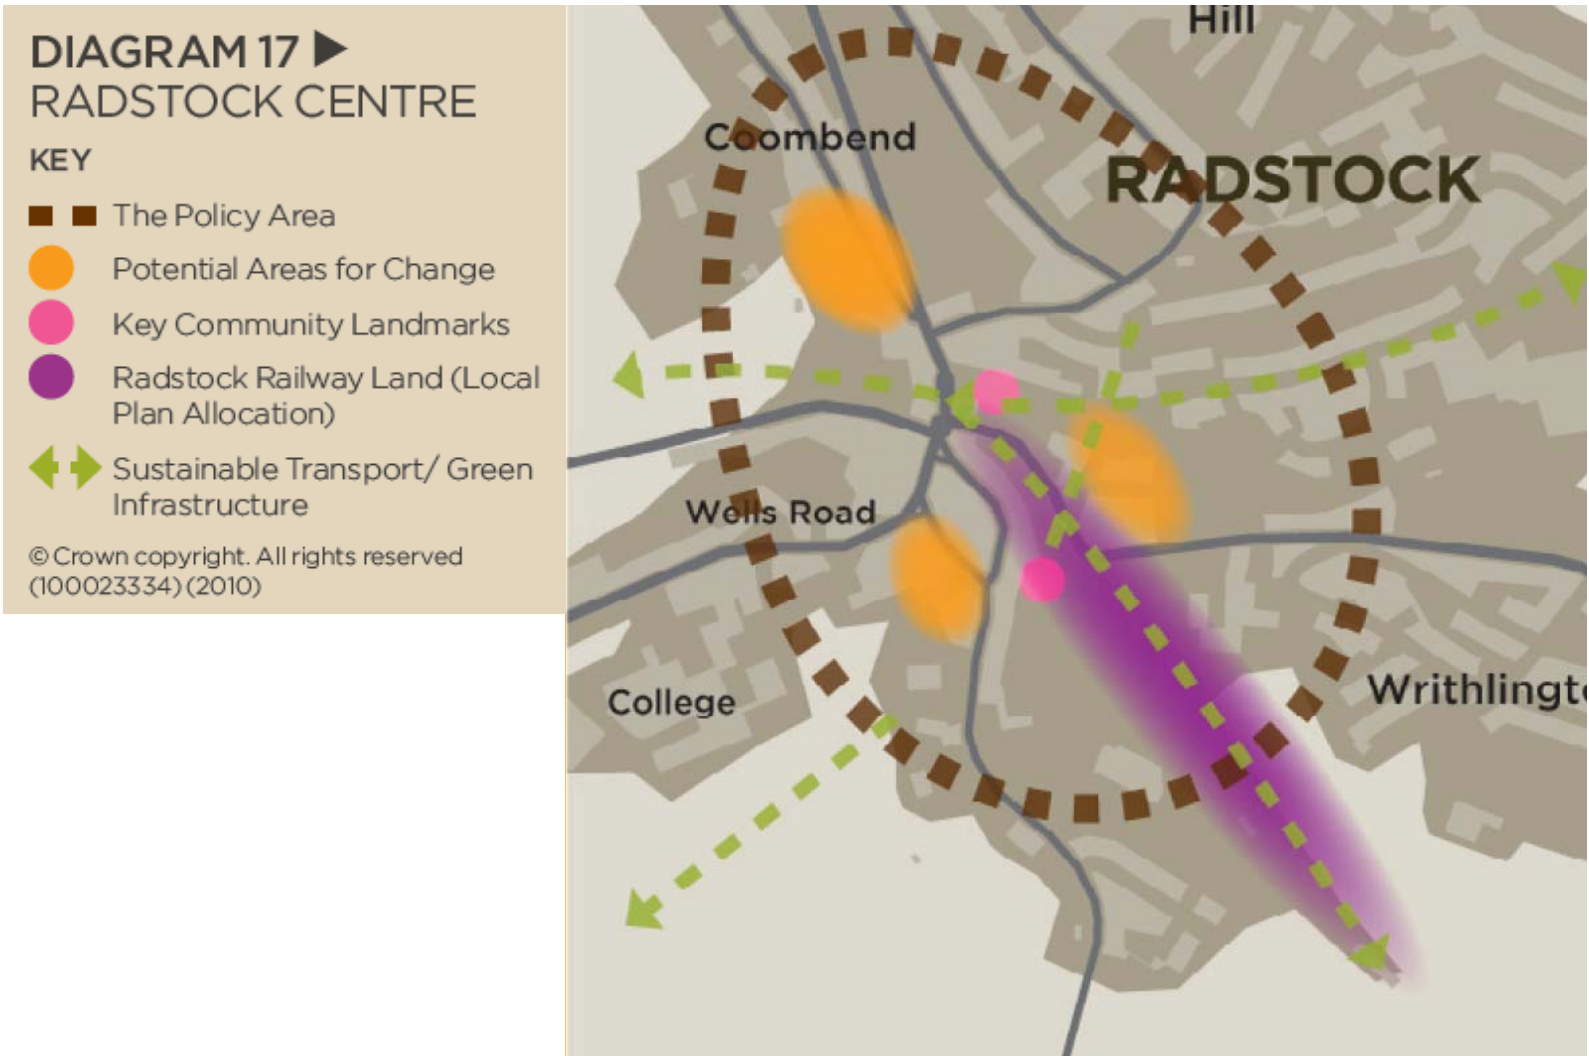 DIAGRAM 17 ▶
RADSTOCK CENTRE
KEY
The Policy Area
Potential Areas for Change
Key Community Landmarks
Radstock Railway Land (Local
Plan Allocation)
Sustainable Transport/ Green
Infrastructure
© Crown copyright. All rights reserved
(100023334) (2010)
Hill
Coombend
RADSTOCK
Wells Road
College
Writhlingt